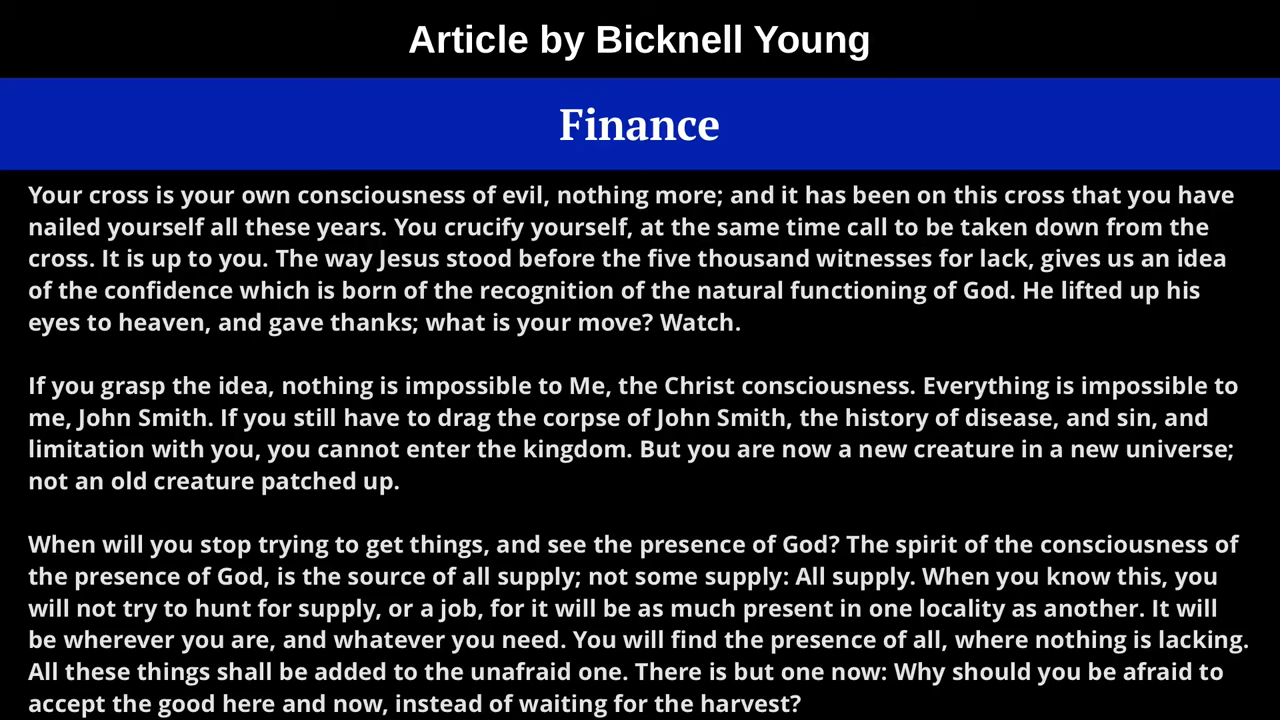 Article by Bicknell Young
Finance
Your cross is your own consciousness of evil, nothing more; and it has been on this cross that you have
nailed yourself all these years. You crucify yourself, at the same time call to be taken down from the
cross. It is up to you. The way Jesus stood before the five thousand witnesses for lack, gives us an idea
of the confidence which is born of the recognition of the natural functioning of God. He lifted up his
eyes to heaven, and gave thanks; what is your move? Watch.
If you grasp the idea, nothing is impossible to Me, the Christ consciousness. Everything is impossible to
me, John Smith. If you still have to drag the corpse of John Smith, the history of disease, and sin, and
limitation with you, you cannot enter the kingdom. But you are now a new creature in a new universe;
not an old creature patched up.
When will you stop trying to get things, and see the presence of God? The spirit of the consciousness of
the presence of God, is the source of all supply; not some supply: All supply. When you know this, you
will not try to hunt for supply, or a job, for it will be as much present in one locality as another. It will
be wherever you are, and whatever you need. You will find the presence of all, where nothing is lacking.
All these things shall be added to the unafraid one. There is but one now: Why should you be afraid to
accept the good here and now, instead of waiting for the harvest?